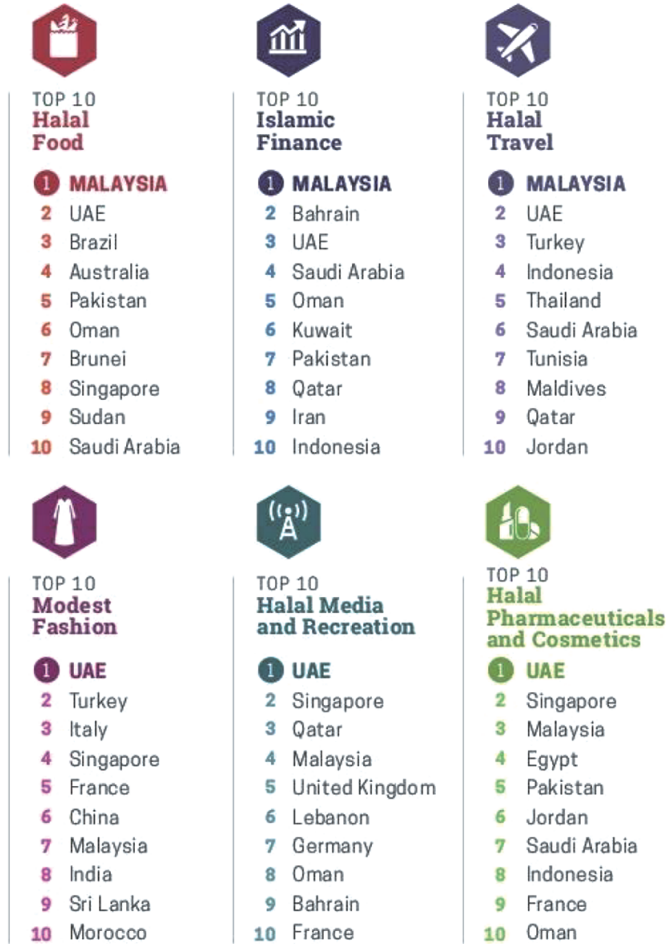 TOP 10
Halal
Food
1 MALAYSIA
2 UAE
3 Brazil
4 Australia
5 Pakistan
6 Oman
7 Brunei
8 Singapore
9 Sudan
10 Saudi Arabia
TOP 10
Islamic
Finance
1 MALAYSIA
2 Bahrain
3 UAE
4 Saudi Arabia
5 Oman
6 Kuwait
7 Pakistan
8 Qatar
9 Iran
10 Indonesia
TOP 10
Halal
Travel
1 MALAYSIA
2 UAE
3 Turkey
4 Indonesia
5 Thailand
6 Saudi Arabia
7 Tunisia
8 Maldives
9 Qatar
10 Jordan
TOP 10
Modest
Fashion
1 UAE
2 Turkey
3 Italy
4 Singapore
5 France
6 China
7 Malaysia
8 India
9 Sri Lanka
10 Morocco
TOP 10
Halal Media
and Recreation
1 UAE
2 Singapore
3 Qatar
4 Malaysia
5 United Kingdom
6 Lebanon
7 Germany
8 Oman
9 Bahrain
10 France
TOP 10
Halal
Pharmaceuticals
and Cosmetics
1 UAE
2 Singapore
3 Malaysia
4 Egypt
5 Pakistan
6 Jordan
7 Saudi Arabia
8 Indonesia
9 France
10 Oman